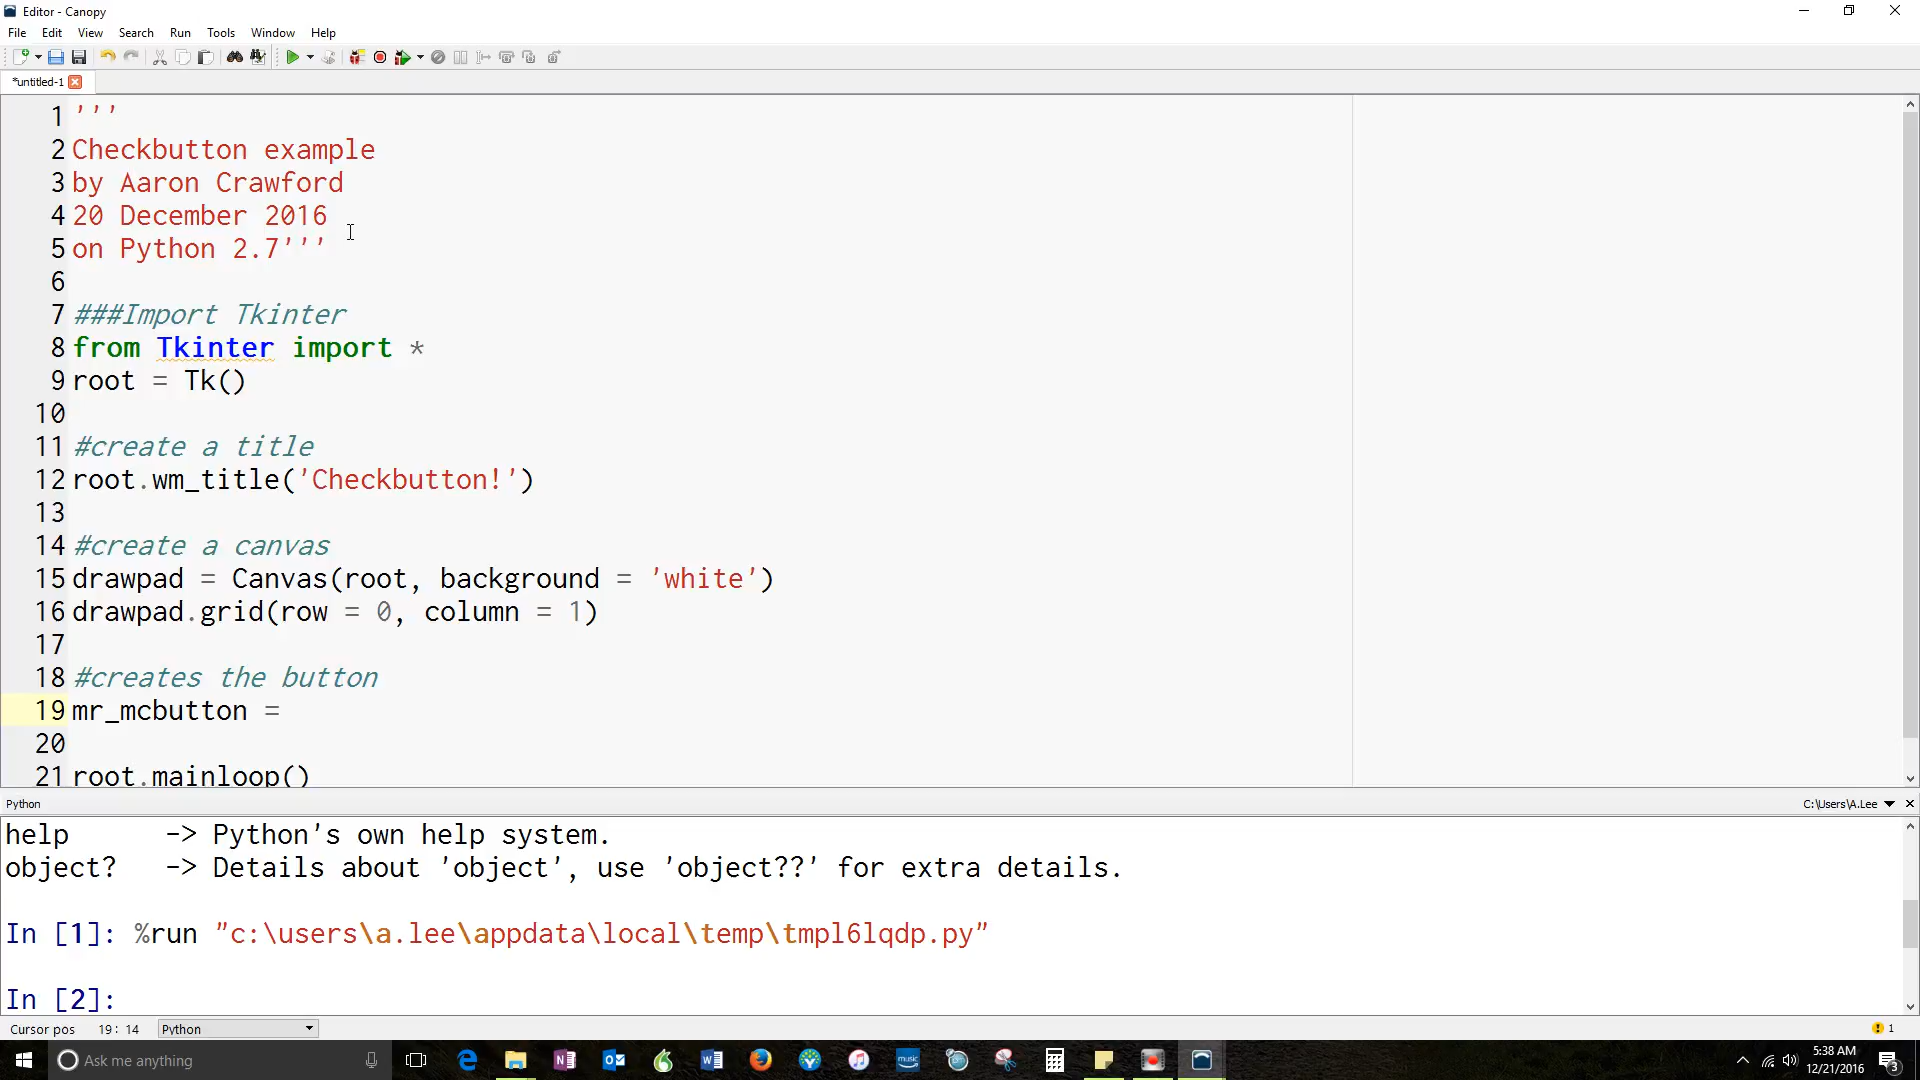 Editor - Canopy
File Edit View Search Run Tools Window Help
*untitled-1
1 '''
2 Checkbutton example
3 by Aaron Crawford
4 20 December 2016
5 on Python 2.7'''
6
7 ###Import Tkinter
8 from Tkinter import *
9 root = Tk()
10
11 #create a title
12 root.wm_title('Checkbutton!')
13
14 #create a canvas
15 drawpad = Canvas(root, background = 'white')
16 drawpad.grid(row = 0, column = 1)
17
18 #creates the button
19 mr_mcbutton =
20
21 root.mainloop()
Python C:\Users\A.Lee
help -> Python's own help system.
object? -> Details about 'object', use 'object??' for extra details.
In [1]: %run "c:\users\a.lee\appdata\local\temp\tmpl6lqdp.py"
In [2]:
Cursor pos 19: 14 Python 1
Ask me anything
music
5:38 AM
12/21/2016
3